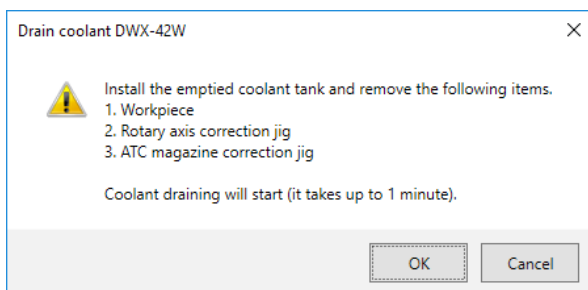 Drain coolant DWX-42W
Install the emptied coolant tank and remove the following items.
1. Workpiece
2. Rotary axis correction jig
3. ATC magazine correction jig
Coolant draining will start (it takes up to 1 minute).
OK
Cancel